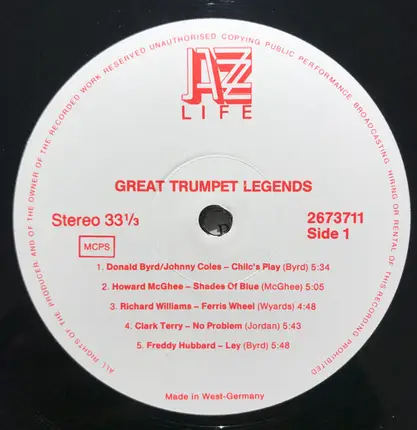 ALL RIGHTS OF THE PRODUCER AND OF THE OWNER OF THE RECORDED WORK RESERVED UNAUTHORISED COPYING PUBLIC PERFORMANCE BROADCASTING HIRING OR RENTAL OF THIS RECORDING PROHIBITED
JAZZ
LIFE
GREAT TRUMPET LEGENDS
Stereo 33 1/3
2673711
MCPS
Side 1
1. Donald Byrd/Johnny Coles – Chilc's Play (Byrd) 5:34
2. Howard McGhee – Shades Of Blue (McGhee) 5:05
3. Richard Williams – Ferris Wheel (Wyards) 4:48
4. Clark Terry – No Problem (Jordan) 5:43
5. Freddy Hubbard – Ley (Byrd) 5:48
Made in West-Germany